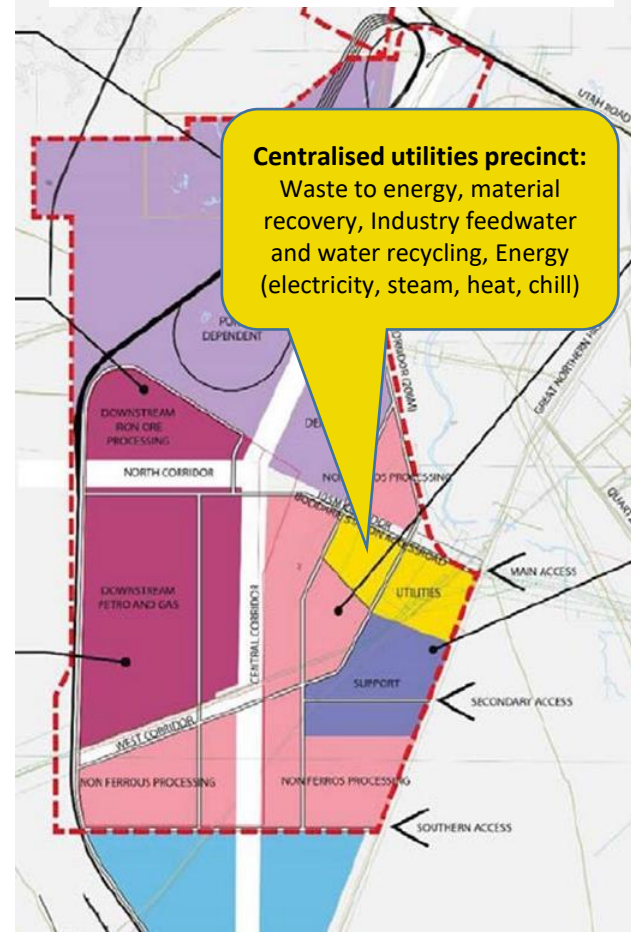 UTAH ROAD
Centralised utilities precinct:
Waste to energy, material
recovery, Industry feedwater
and water recycling, Energy
(electricity, steam, heat, chill)
DEPENDENT
GREAT NORTHERN
DOWNSTREAM
IRON ORE
PROCESSING
NORTH CORRIDOR
MAIN ACCESS
UTILITIES
DOWNSTREAM
PETRO AND GAS
CENTRAL CORRIDOR
SUPPORT
SECONDARY ACCESS
WEST CORRIDOR
NON FERROUS PROCESSING
NON FERROS PROCESSING
SOUTHERN ACCESS